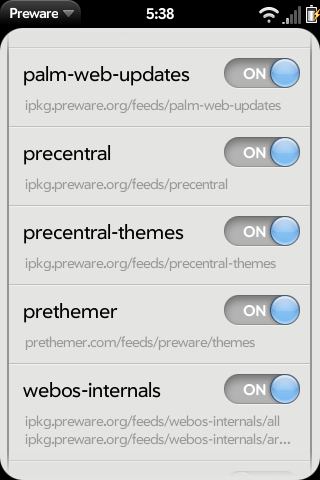 Preware 5:38
palm-web-updates ON
ipkg.preware.org/feeds/palm-web-updates
precentral ON
ipkg.preware.org/feeds/precentral
precentral-themes ON
ipkg.preware.org/feeds/precentral-themes
prethemer ON
prethemer.com/feeds/preware/themes
webos-internals ON
ipkg.preware.org/feeds/webos-internals/all
ipkg.preware.org/feeds/webos-internals/ar...